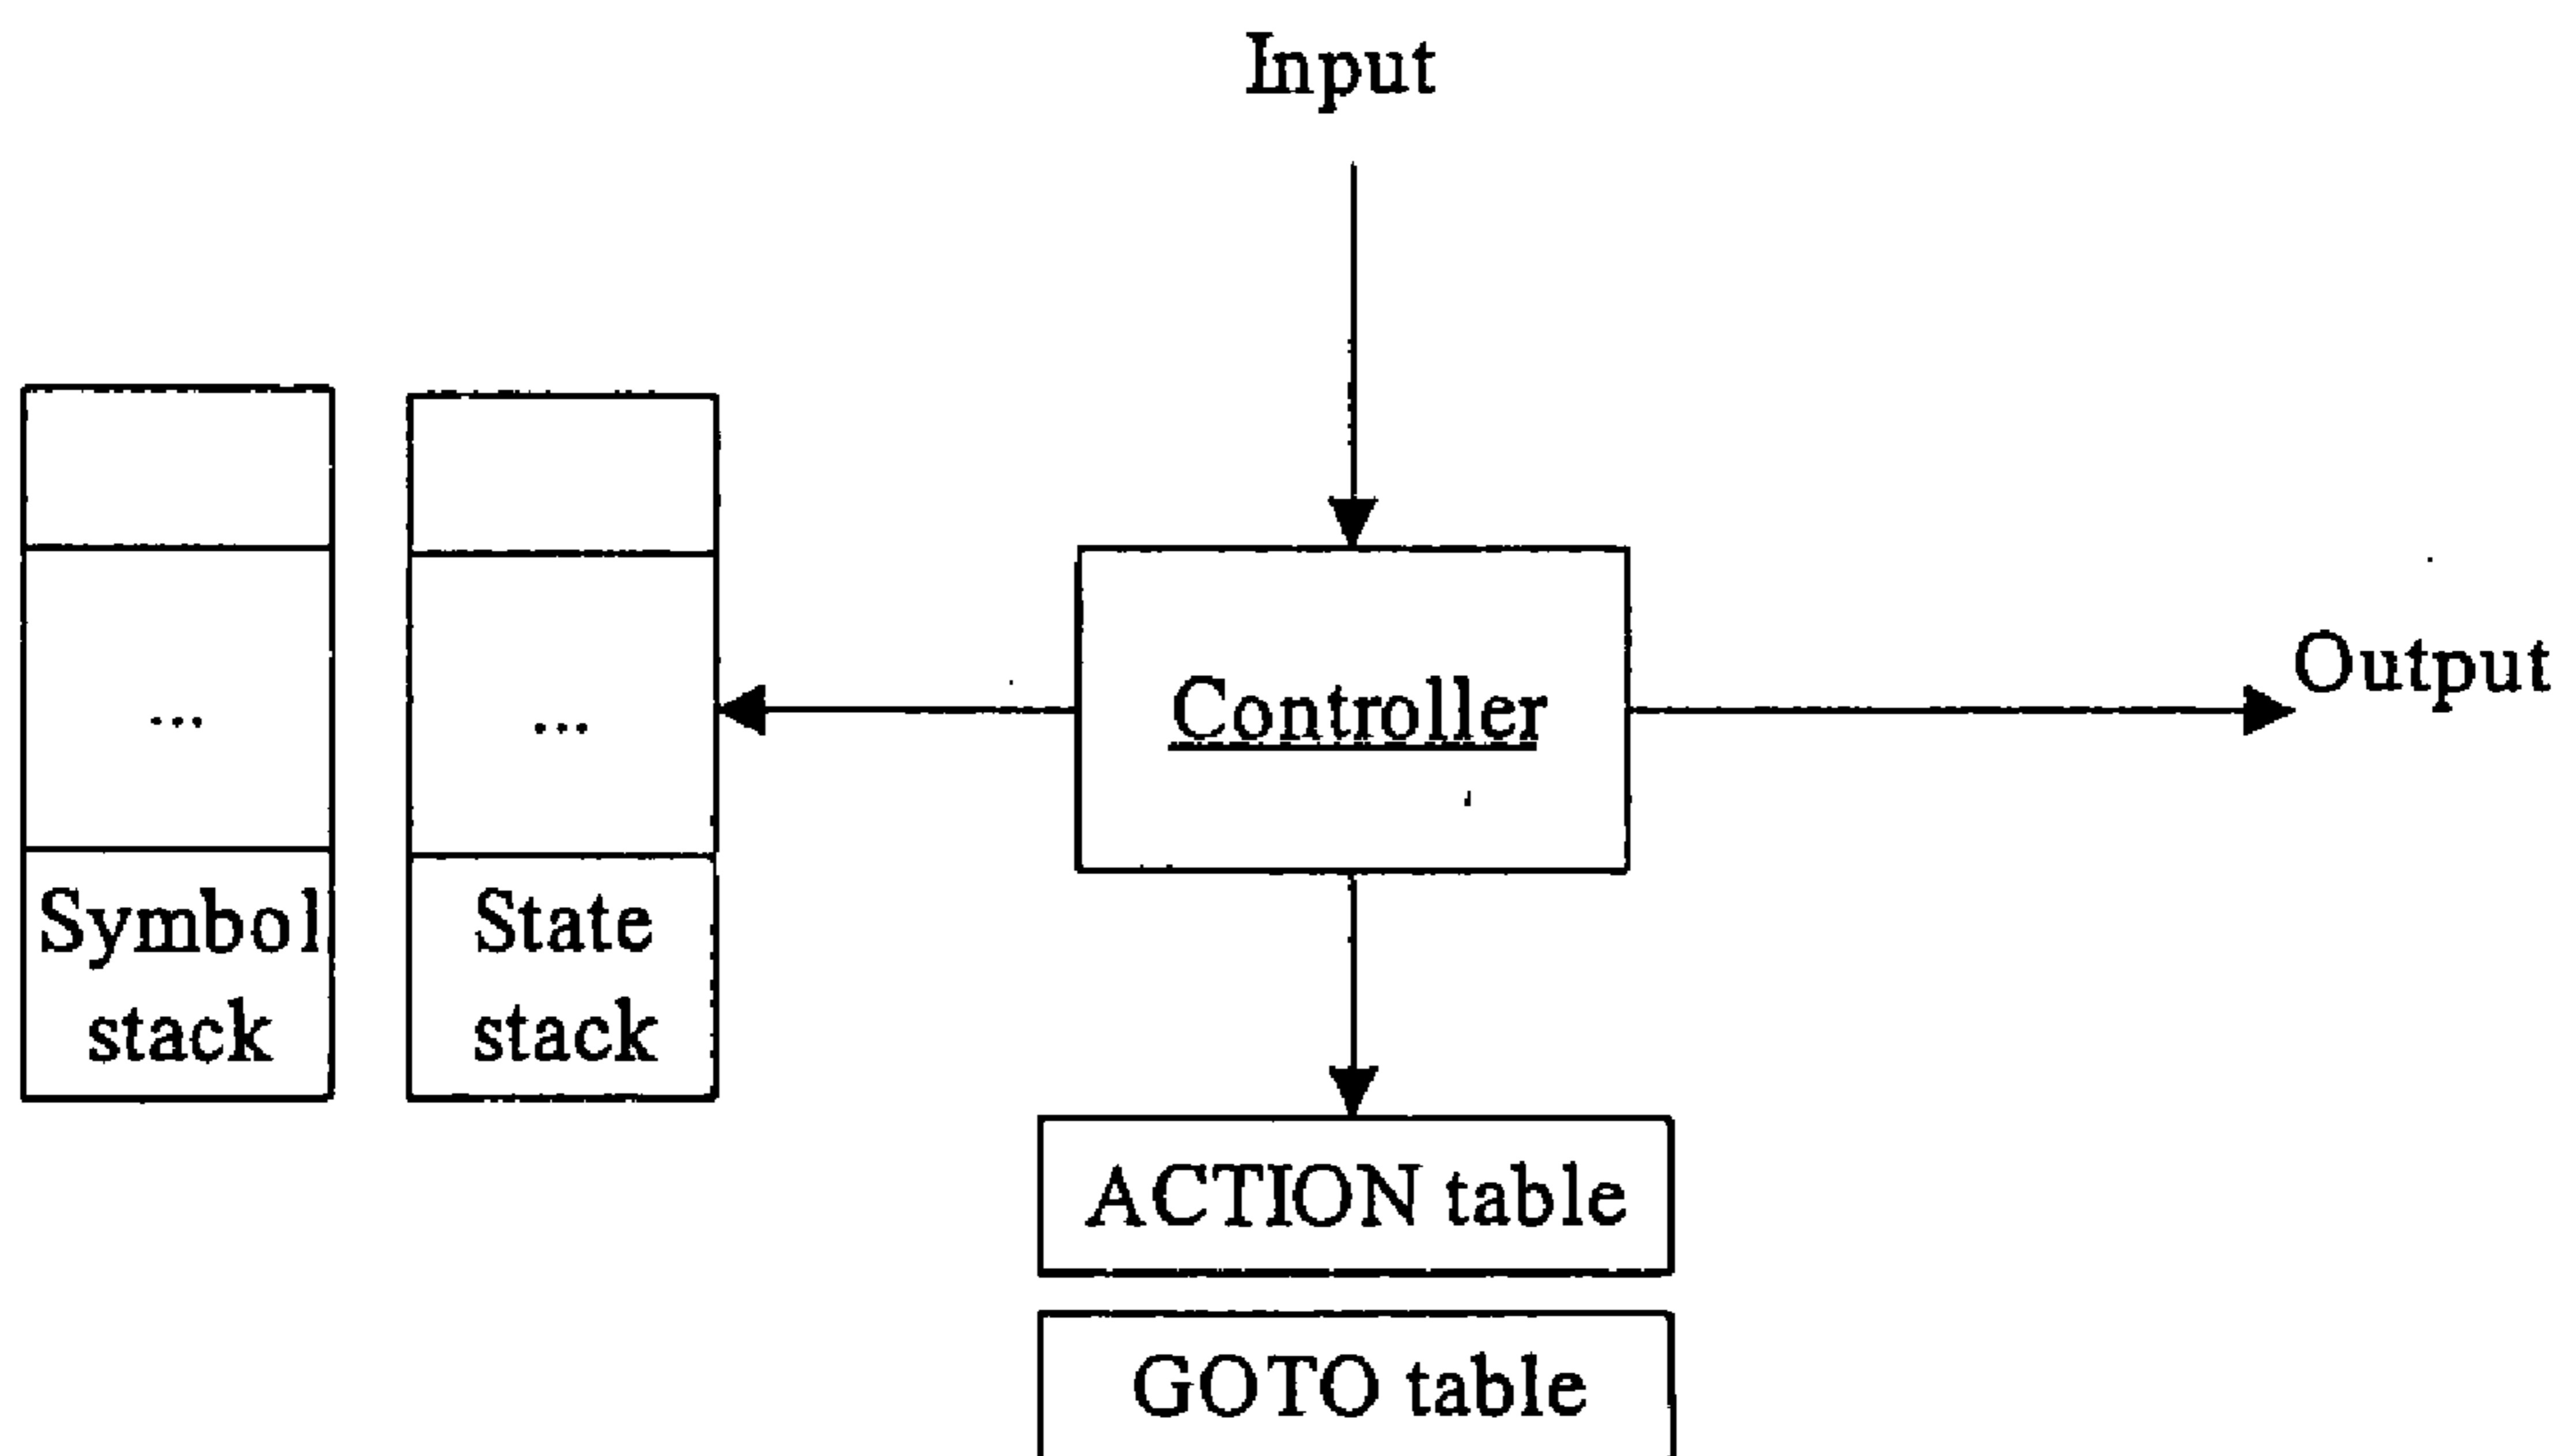 Input
...
...
Controller
Output
Symbol
stack
State
stack
ACTION table
GOTO table